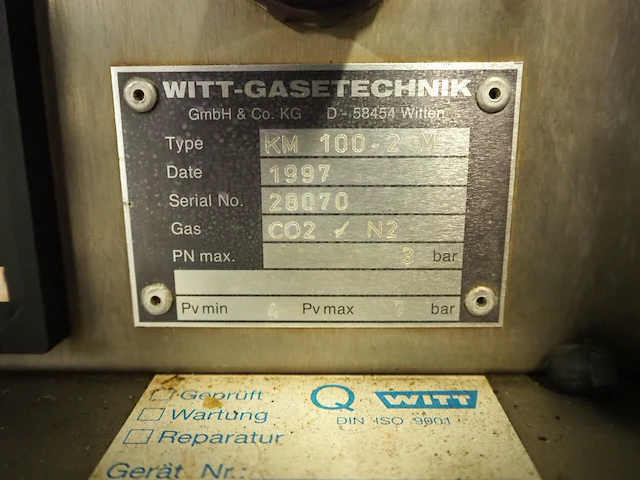 WITT-GASETECHNIK
GmbH & Co. KG D - 58454 Witten
Type KM 100-2 M
Date 1997
Serial No. 28070
Gas CO2 / N2
PN max. 3 bar
Pv min 4 Pv max 7 bar
Geprüft
Wartung
Reparatur
Gerät Nr.:
Q WITT
DIN ISO 9001